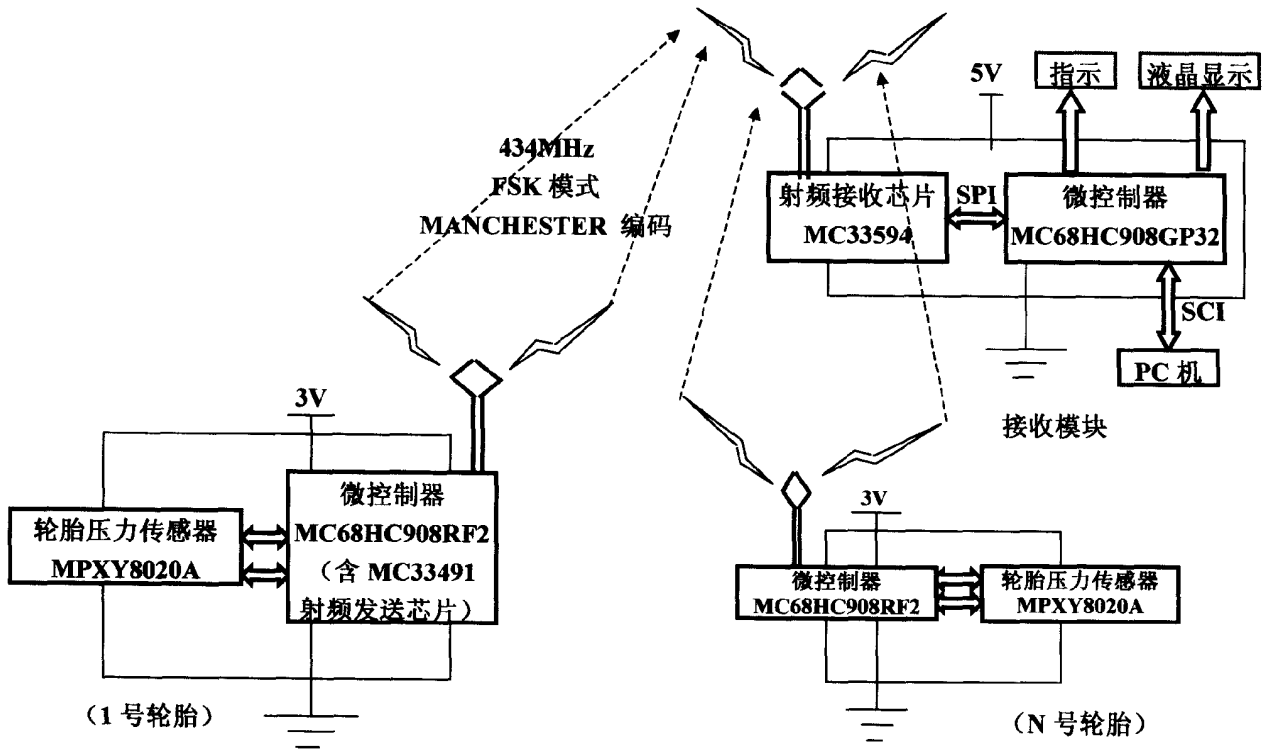 434MHz
FSK 模式
MANCHESTER 编码
5V
指示
液晶显示
射频接收芯片
MC33594
SPI
微控制器
MC68HC908GP32
SCI
PC 机
接收模块
3V
轮胎压力传感器
MPXY8020A
微控制器
MC68HC908RF2
（含 MC33491
射频发送芯片）
（1 号轮胎）
3V
微控制器
MC68HC908RF2
轮胎压力传感器
MPXY8020A
（N 号轮胎）